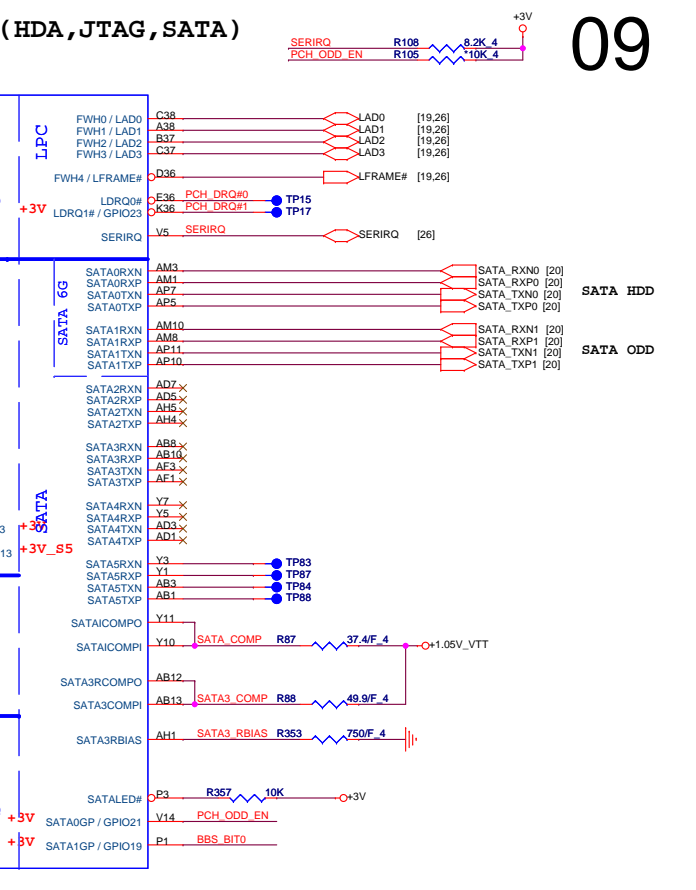 (HDA,JTAG,SATA)
+3V
09
SERIRQ R108 8.2K_4
PCH_ODD_EN R105 *10K_4
LPC
FWH0 / LAD0 C38 LAD0 [19,26]
FWH1 / LAD1 A38 LAD1 [19,26]
FWH2 / LAD2 B37 LAD2 [19,26]
FWH3 / LAD3 C37 LAD3 [19,26]
FWH4 / LFRAME# D36 LFRAME# [19,26]
LDRQ0# E36 PCH_DRQ#0 TP15
+3V LDRQ1# / GPIO23 K36 PCH_DRQ#1 TP17
SERIRQ V5 SERIRQ SERIRQ [26]
SATA 6G
SATA0RXN AM3 SATA_RXN0 [20]
SATA0RXP AM1 SATA_RXP0 [20]
SATA0TXN AP7 SATA_TXN0 [20] SATA HDD
SATA0TXP AP5 SATA_TXP0 [20]
SATA1RXN AM10 SATA_RXN1 [20]
SATA1RXP AM8 SATA_RXP1 [20]
SATA1TXN AP11 SATA_TXN1 [20] SATA ODD
SATA1TXP AP10 SATA_TXP1 [20]
SATA2RXN AD7
SATA2RXP AD5
SATA2TXN AH5
SATA2TXP AH4
SATA3RXN AB8
SATA3RXP AB10
SATA3TXN AF3
SATA3TXP AF1
SATA
SATA4RXN Y7
SATA4RXP Y5
3 +3V SATA4TXN AD3
SATA4TXP AD1
13 +3V_S5
SATA5RXN Y3 TP83
SATA5RXP Y1 TP87
SATA5TXN AB3 TP84
SATA5TXP AB1 TP88
SATAICOMPO Y11
SATAICOMPI Y10 SATA_COMP R87 37.4/F_4 +1.05V_VTT
SATA3RCOMPO AB12
SATA3COMPI AB13 SATA3_COMP R88 49.9/F_4
SATA3RBIAS AH1 SATA3_RBIAS R353 750/F_4
SATALED# P3 R357 10K +3V
+3V SATA0GP / GPIO21 V14 PCH_ODD_EN
+3V SATA1GP / GPIO19 P1 BBS_BIT0